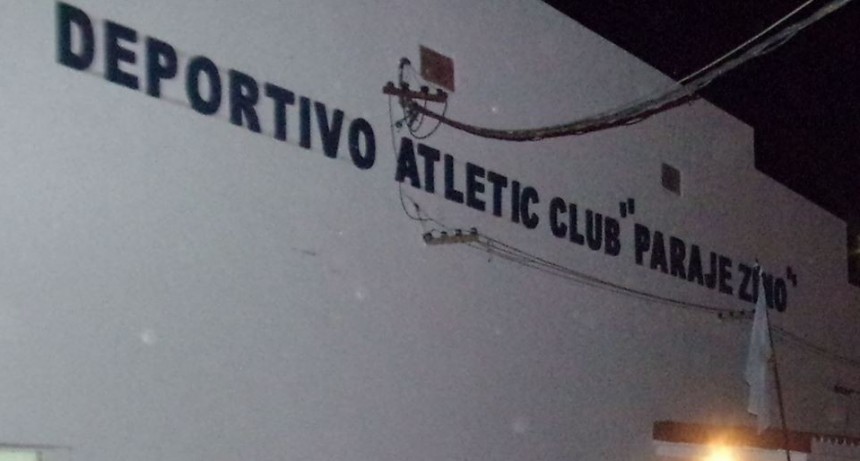 DEPORTIVO ATLETIC CLUB "PARAJE